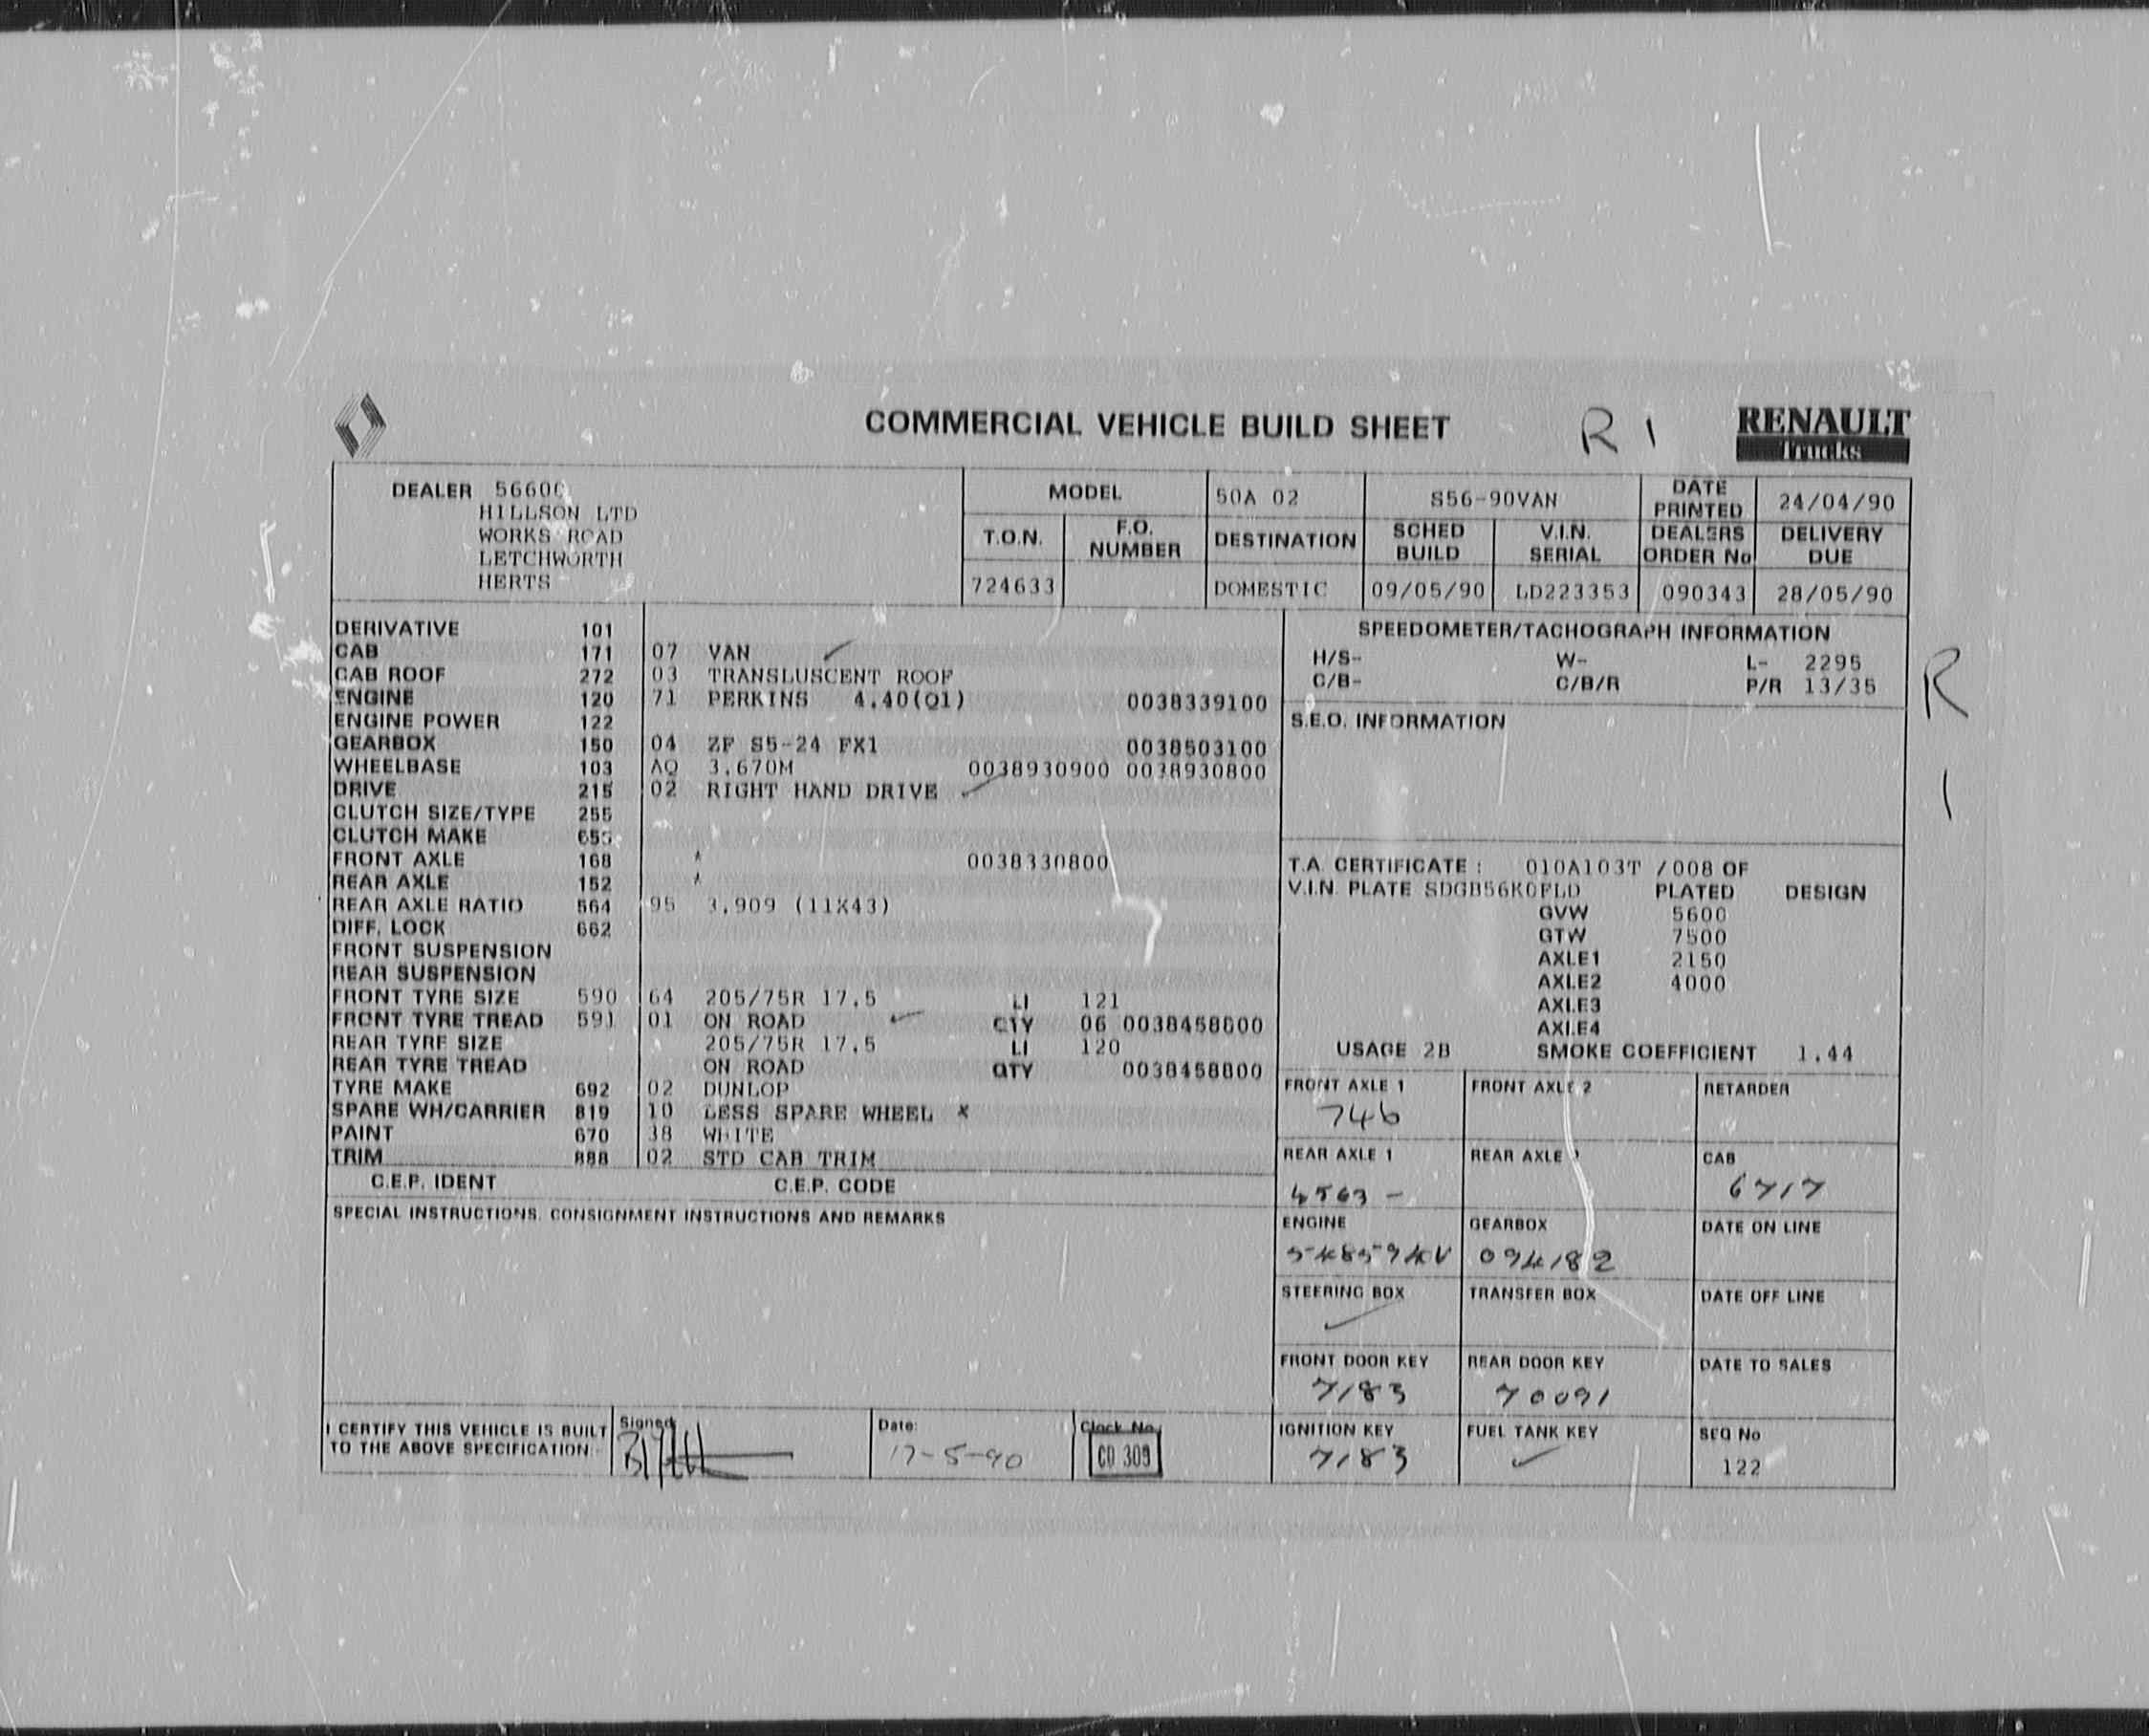 COMMERCIAL VEHICLE BUILD SHEET R 1 RENAULT
Trucks
DEALER 5660C
HILLSON LTD
WORKS ROAD
LETCHWORTH
HERTS
MODEL 50A 02 S56-90VAN DATE PRINTED 24/04/90
T.O.N. F.O. NUMBER DESTINATION SCHED BUILD V.I.N. SERIAL DEALERS ORDER No DELIVERY DUE
724633 DOMESTIC 09/05/90 LD223353 090343 28/05/90
DERIVATIVE 101
CAB 171 07 VAN ✓
CAB ROOF 272 03 TRANSLUSCENT ROOF
ENGINE 120 71 PERKINS 4.40(Q1) 0038339100
ENGINE POWER 122
GEARBOX 150 04 ZF S5-24 FX1 0038503100
WHEELBASE 103 AQ 3.670M 0038930900 0038930800
DRIVE 215 02 RIGHT HAND DRIVE ✓
CLUTCH SIZE/TYPE 255
CLUTCH MAKE 655
FRONT AXLE 168 * 0038330800
REAR AXLE 152 *
REAR AXLE RATIO 564 95 3.909 (11X43)
DIFF. LOCK 662
FRONT SUSPENSION
REAR SUSPENSION
FRONT TYRE SIZE 590 64 205/75R 17.5 LI 121
FRONT TYRE TREAD 591 01 ON ROAD ✓ QTY 06 0038458800
REAR TYRE SIZE 205/75R 17.5 LI 120
REAR TYRE TREAD ON ROAD QTY 0038458800
TYRE MAKE 692 02 DUNLOP
SPARE WH/CARRIER 819 10 LESS SPARE WHEEL *
PAINT 670 38 WHITE
TRIM 888 02 STD CAB TRIM
C.E.P. IDENT C.E.P. CODE
SPECIAL INSTRUCTIONS. CONSIGNMENT INSTRUCTIONS AND REMARKS
SPEEDOMETER/TACHOGRAPH INFORMATION
H/S- W- L- 2295
C/B- C/B/R P/R 13/35
R
1
S.E.O. INFORMATION
T.A. CERTIFICATE : 010A103T /008 OF
V.I.N. PLATE SDGB56K0FLD PLATED DESIGN
GVW 5600
GTW 7500
AXLE1 2150
AXLE2 4000
AXLE3
AXLE4
USAGE 2B SMOKE COEFFICIENT 1.44
FRONT AXLE 1 FRONT AXLE 2 RETARDER
746
REAR AXLE 1 REAR AXLE CAB
4563 - 6717
ENGINE GEARBOX DATE ON LINE
094182
STEERING BOX TRANSFER BOX DATE OFF LINE
✓
FRONT DOOR KEY REAR DOOR KEY DATE TO SALES
7183 70091
IGNITION KEY FUEL TANK KEY SEQ No
7183 ✓ 122
I CERTIFY THIS VEHICLE IS BUILT
TO THE ABOVE SPECIFICATION
Signed Date: 17-5-90 Clock No. CD 309